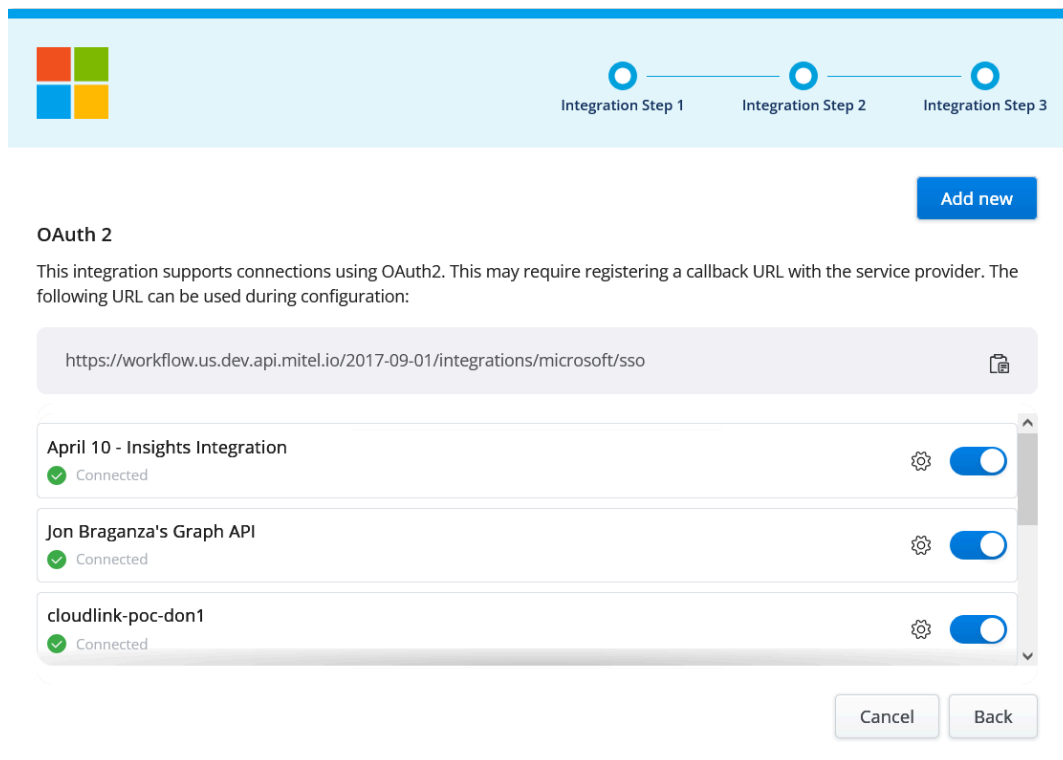 Integration Step 1
Integration Step 2
Integration Step 3
Add new
OAuth 2
This integration supports connections using OAuth2. This may require registering a callback URL with the service provider. The
following URL can be used during configuration:
https://workflow.us.dev.api.mitel.io/2017-09-01/integrations/microsoft/sso
April 10 - Insights Integration
Connected
Jon Braganza's Graph API
Connected
cloudlink-poc-don1
Connected
Cancel
Back